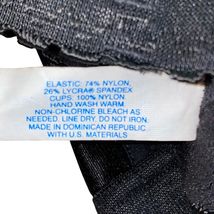 ELASTIC: 74% NYLON,
26% LYCRA® SPANDEX
CUPS: 100% NYLON
HAND WASH WARM
NON-CHLORINE BLEACH AS
NEEDED. LINE DRY. DO NOT
IRON.
MADE IN DOMINICAN REPUBLIC
WITH U.S. MATERIALS